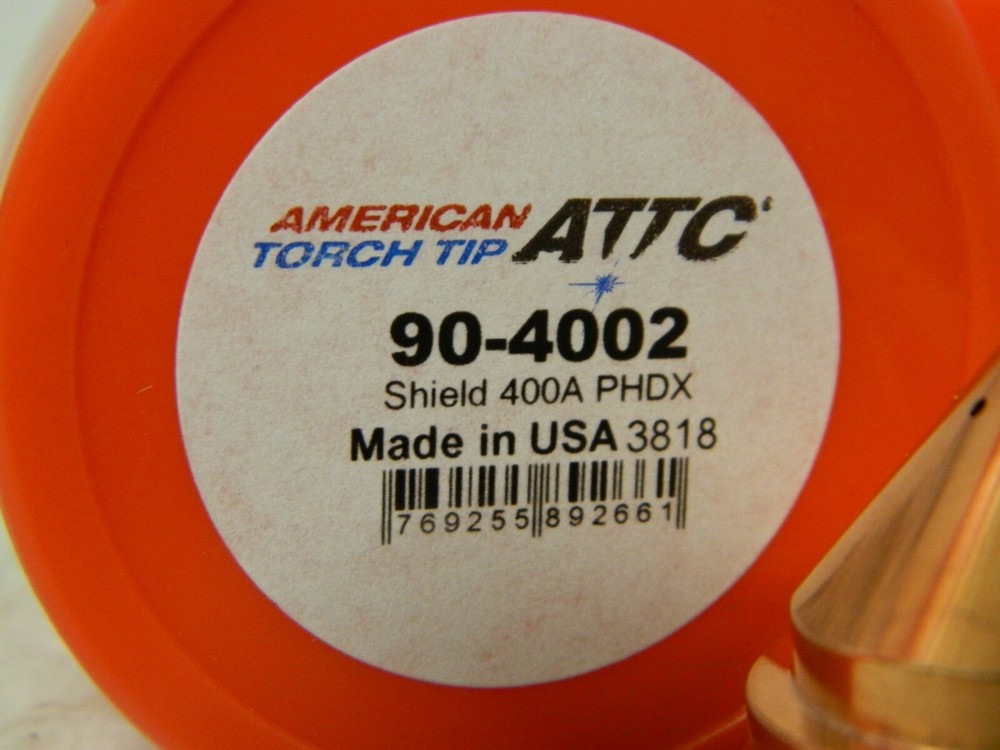 AMERICAN
TORCH TIP ATTC
90-4002
Shield 400A PHDX
Made in USA 3818
769255 892661